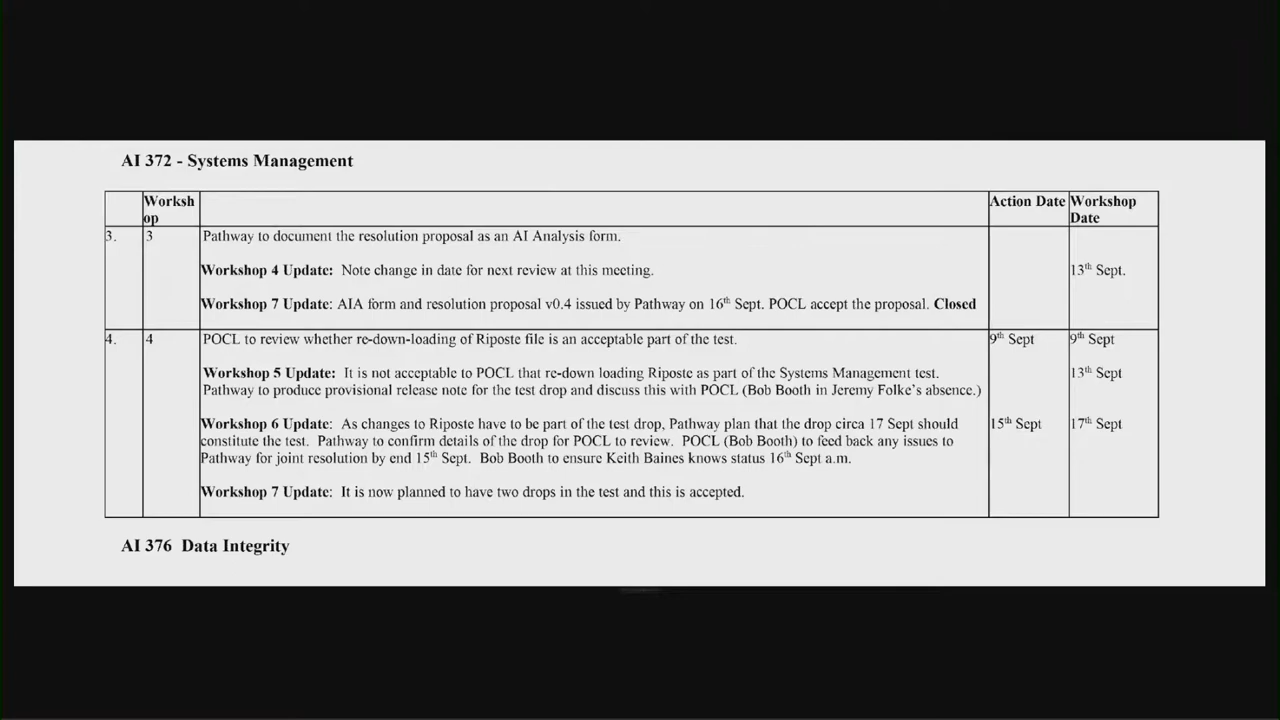 AI 372 - Systems Management
Worksh
op
Action Date
Workshop
Date
3.
3
Pathway to document the resolution proposal as an AI Analysis form.
Workshop 4 Update: Note change in date for next review at this meeting.
13th Sept.
Workshop 7 Update: AIA form and resolution proposal v0.4 issued by Pathway on 16th Sept. POCL accept the proposal. Closed
4.
4
POCL to review whether re-down-loading of Riposte file is an acceptable part of the test.
9th Sept
9th Sept
Workshop 5 Update: It is not acceptable to POCL that re-down loading Riposte as part of the Systems Management test.
13th Sept
Pathway to produce provisional release note for the test drop and discuss this with POCL (Bob Booth in Jeremy Folke's absence.)
Workshop 6 Update: As changes to Riposte have to be part of the test drop, Pathway plan that the drop circa 17 Sept should
15th Sept
17th Sept
constitute the test. Pathway to confirm details of the drop for POCL to review. POCL (Bob Booth) to feed back any issues to
Pathway for joint resolution by end 15th Sept. Bob Booth to ensure Keith Baines knows status 16th Sept a.m.
Workshop 7 Update: It is now planned to have two drops in the test and this is accepted.
AI 376 Data Integrity